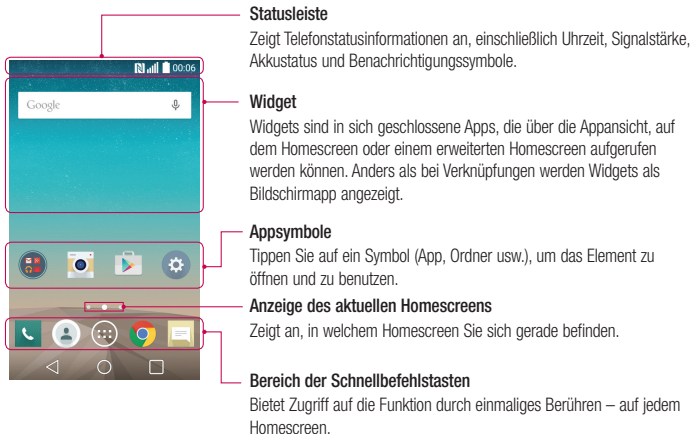 Statusleiste
Zeigt Telefonstatusinformationen an, einschließlich Uhrzeit, Signalstärke,
Akkustatus und Benachrichtigungssymbole.
00:06
Google
Widget
Widgets sind in sich geschlossene Apps, die über die Appansicht, auf
dem Homescreen oder einem erweiterten Homescreen aufgerufen
werden können. Anders als bei Verknüpfungen werden Widgets als
Bildschirmapp angezeigt.
Appsymbole
Tippen Sie auf ein Symbol (App, Ordner usw.), um das Element zu
öffnen und zu benutzen.
Anzeige des aktuellen Homescreens
Zeigt an, in welchem Homescreen Sie sich gerade befinden.
Bereich der Schnellbefehlstasten
Bietet Zugriff auf die Funktion durch einmaliges Berühren – auf jedem
Homescreen.